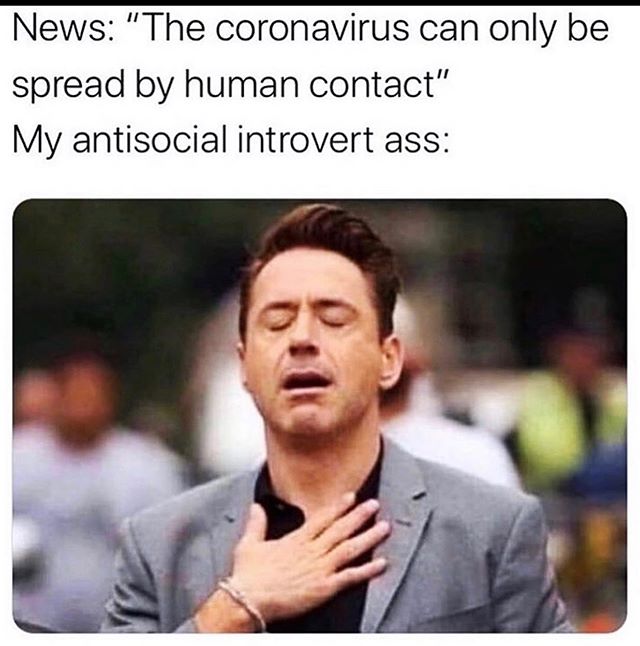 News: "The coronavirus can only be
spread by human contact"
My antisocial introvert ass: